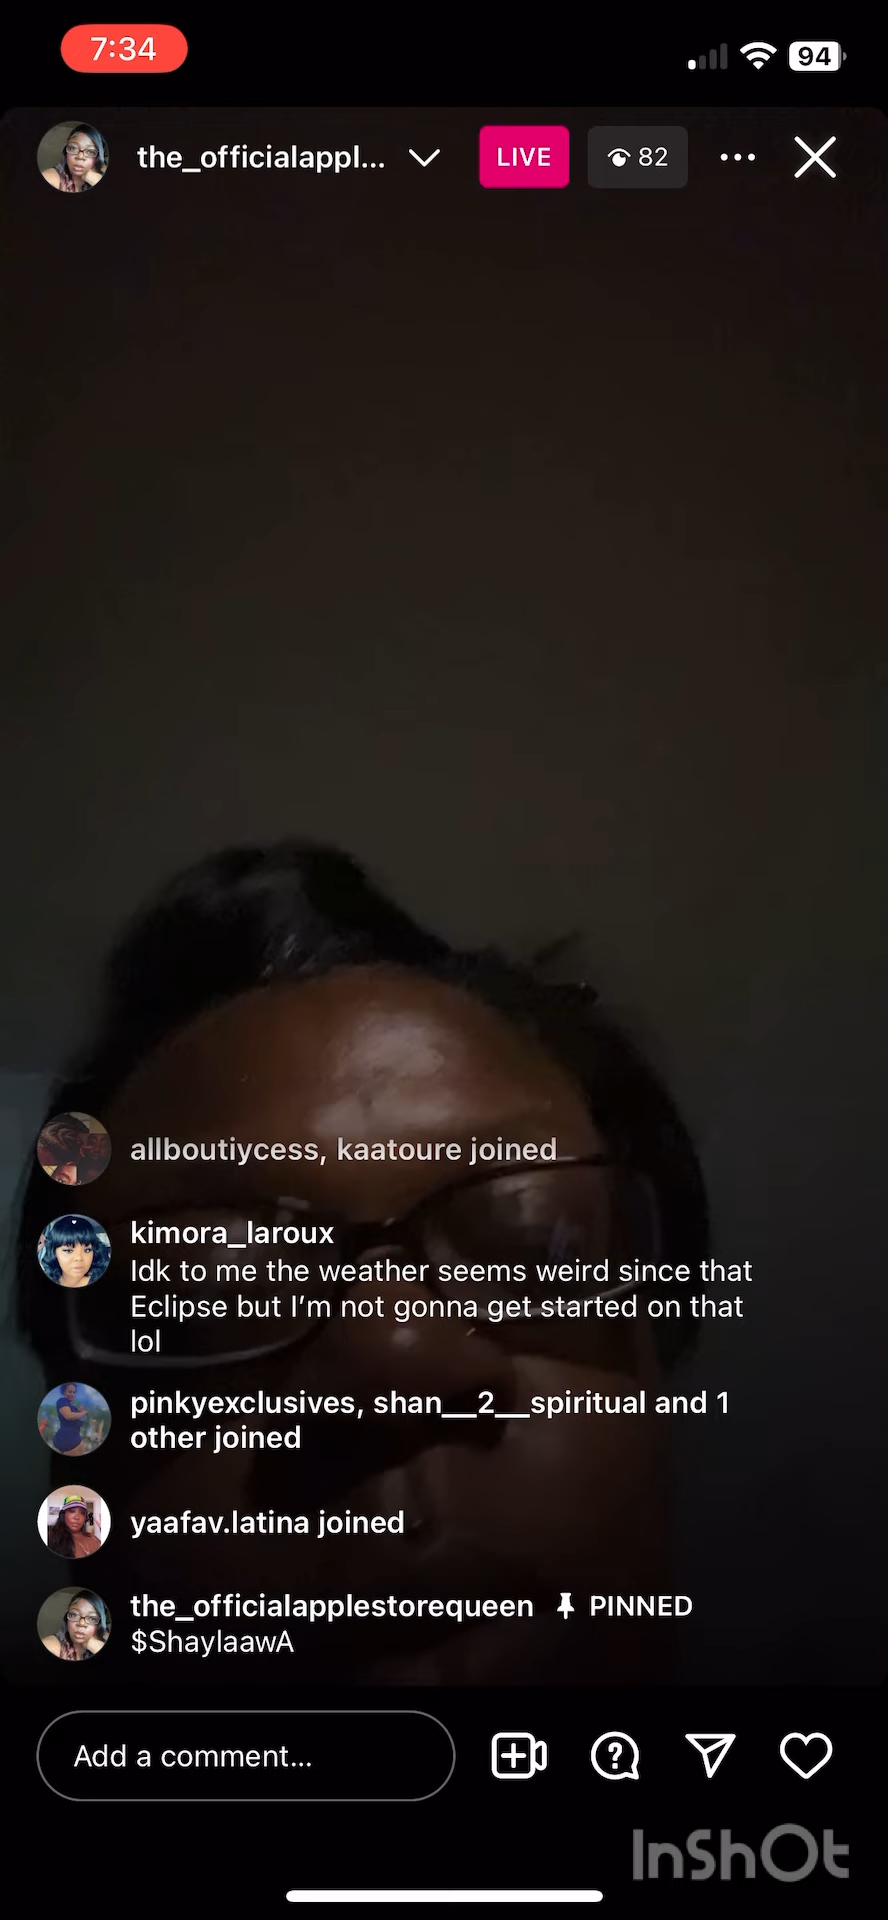 7:34
94
the_officialappl...
LIVE
82
allboutiycess, kaatoure joined
kimora_laroux
Idk to me the weather seems weird since that
Eclipse but I'm not gonna get started on that
lol
pinkyexclusives, shan__2__spiritual and 1
other joined
yaafav.latina joined
the_officialapplestorequeen PINNED
$ShaylaawA
Add a comment...
InShOt